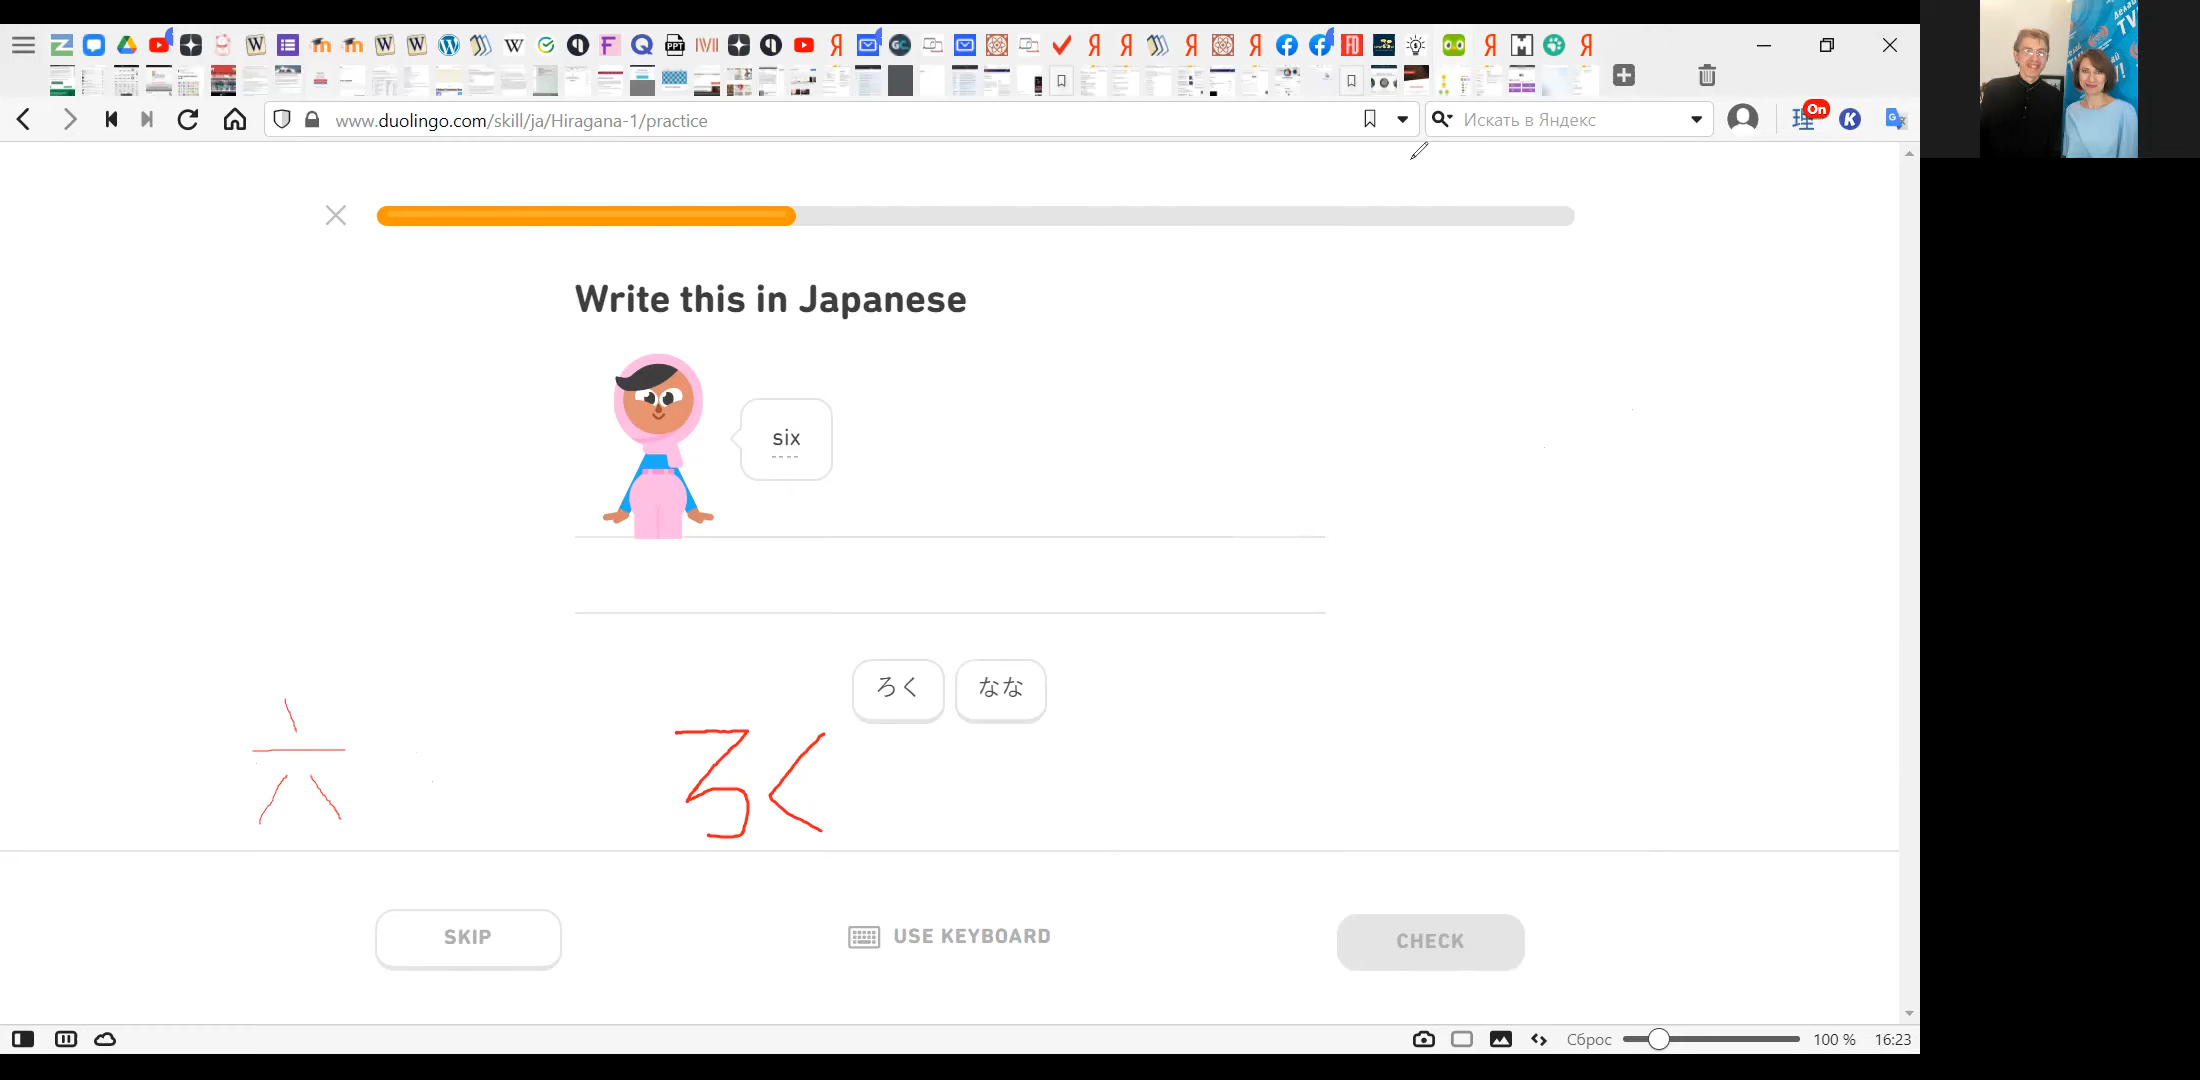 www.duolingo.com/skill/ja/Hiragana-1/practice
Искать в Яндекс
On
Write this in Japanese
six
ろく
なな
六
ろく
SKIP
USE KEYBOARD
CHECK
Сброс
100 %
16:23